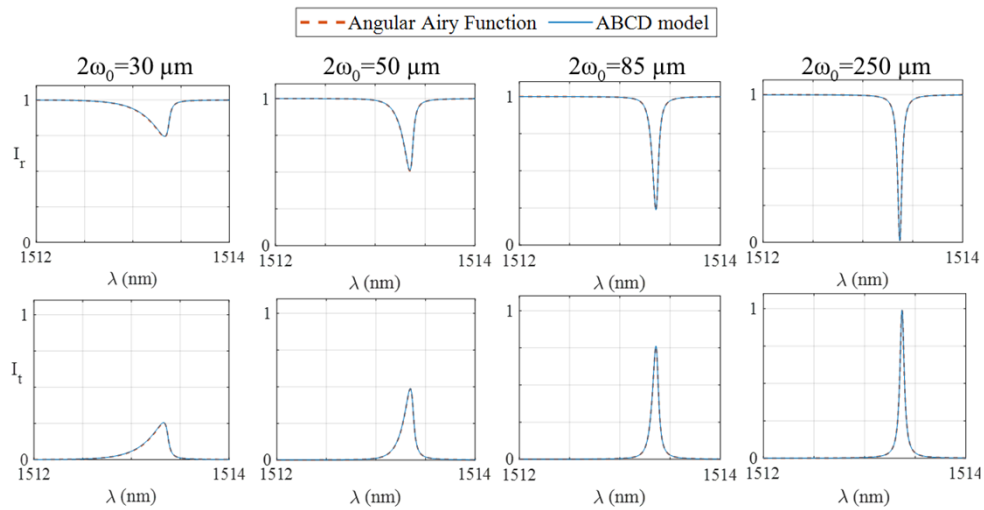 Angular Airy Function ABCD model
2ω₀=30 µm 2ω₀=50 µm 2ω₀=85 µm 2ω₀=250 µm
1 1 1 1
I_r
0 0 0 0
1512 1514 1512 1514 1512 1514 1512 1514
λ (nm) λ (nm) λ (nm) λ (nm)
1 1 1 1
I_t
0 0 0 0
1512 1514 1512 1514 1512 1514 1512 1514
λ (nm) λ (nm) λ (nm) λ (nm)